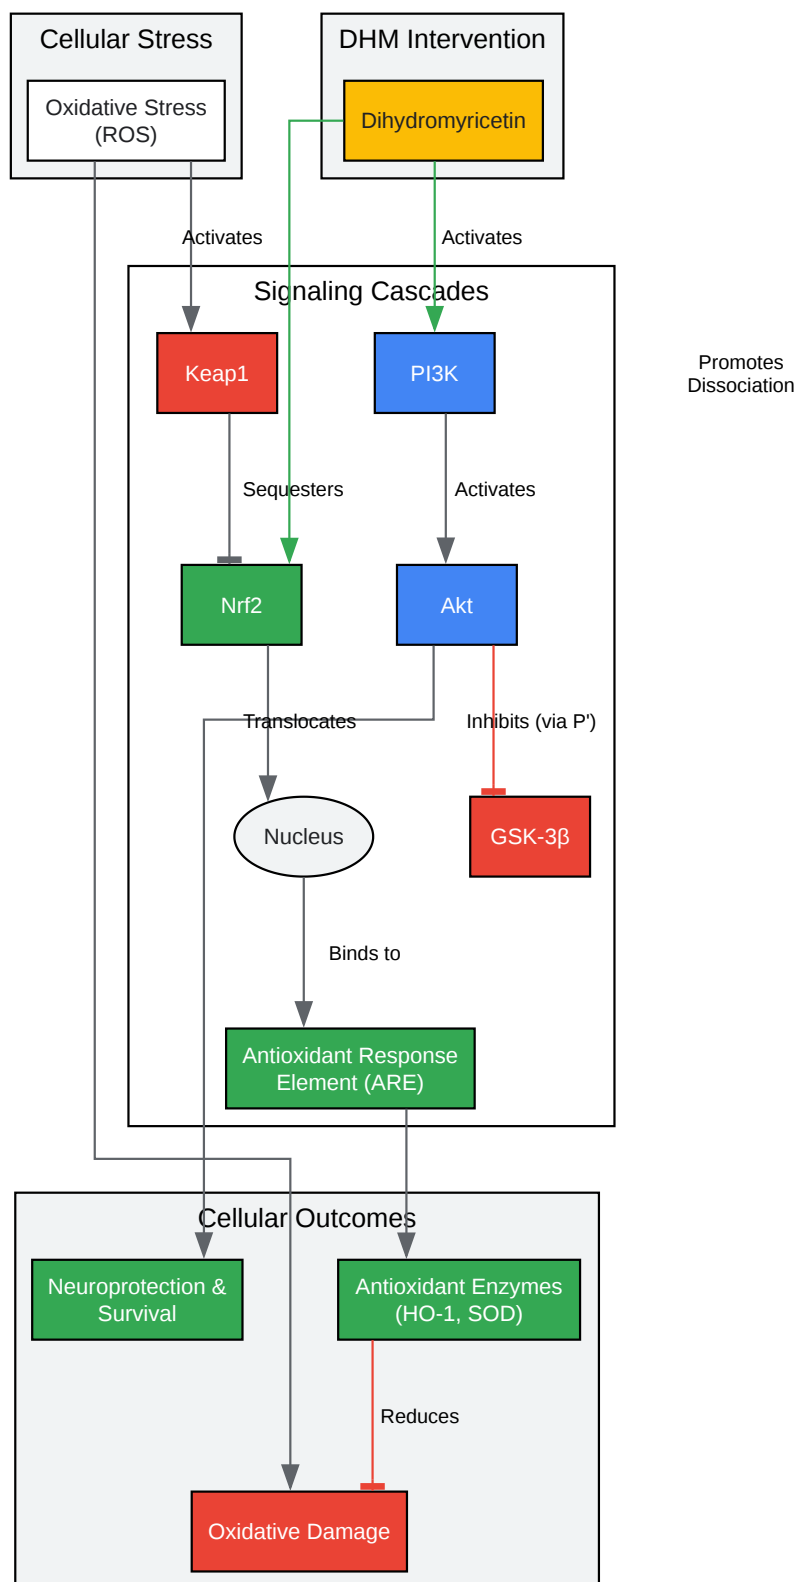 Cellular Stress
DHM Intervention
Oxidative Stress
(ROS)
Dihydromyricetin
Activates
Activates
Signaling Cascades
Keap1
PI3K
Promotes
Dissociation
Sequesters
Activates
Nrf2
Akt
Translocates
Inhibits (via P')
Nucleus
GSK-3β
Binds to
Antioxidant Response
Element (ARE)
Cellular Outcomes
Neuroprotection &
Survival
Antioxidant Enzymes
(HO-1, SOD)
Reduces
Oxidative Damage